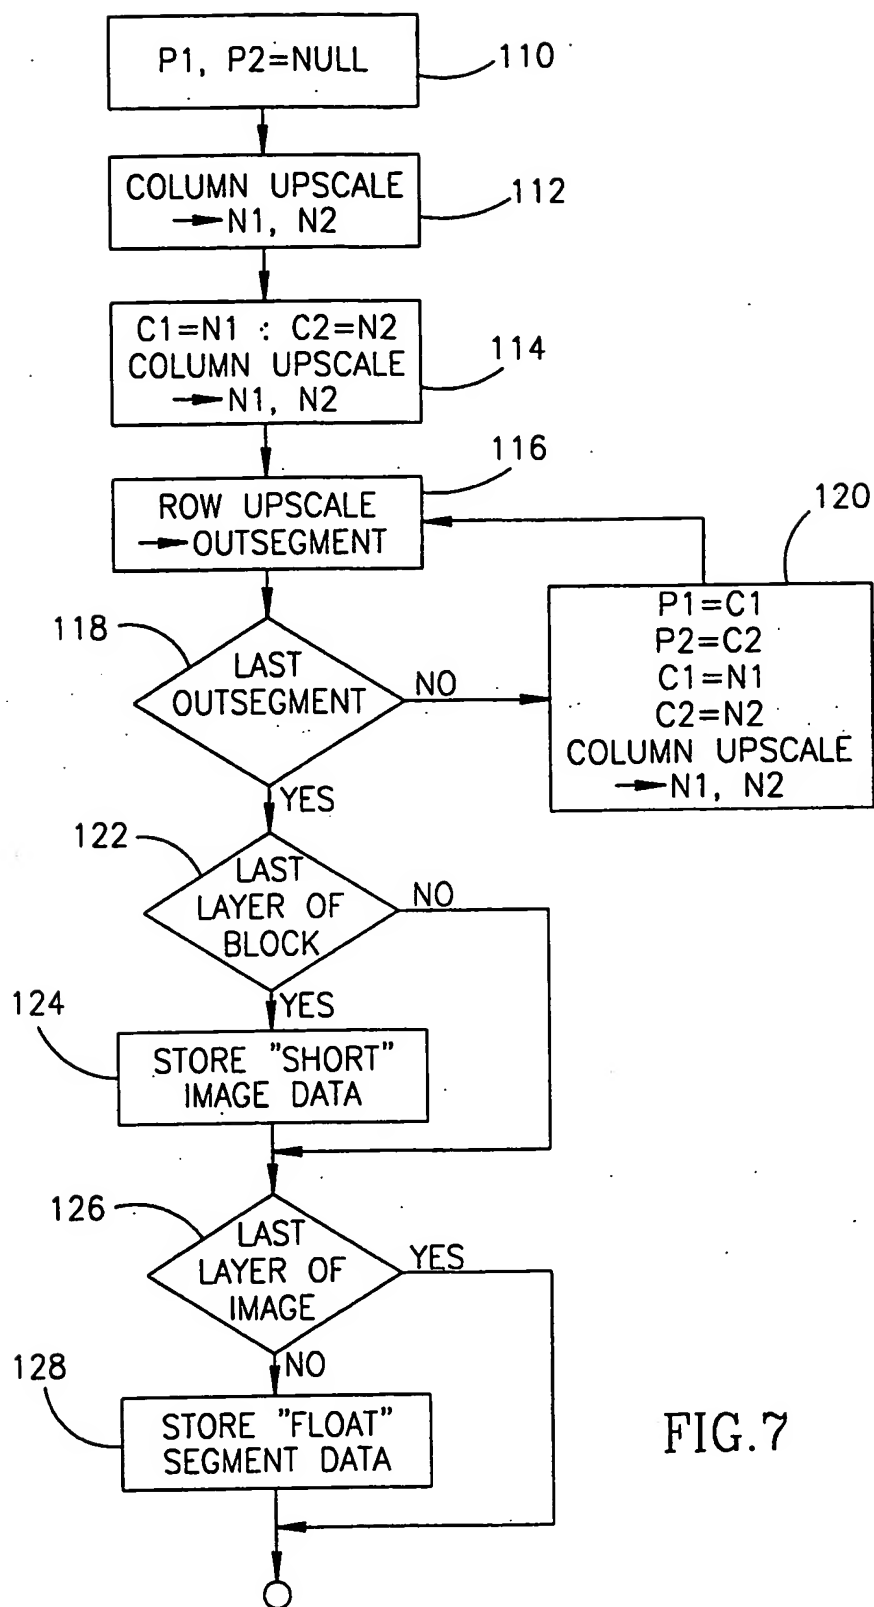 P1, P2=NULL
110
COLUMN UPSCALE
→N1, N2
112
C1=N1 : C2=N2
COLUMN UPSCALE
→N1, N2
114
116
ROW UPSCALE
→OUTSEGMENT
120
P1=C1
P2=C2
C1=N1
C2=N2
COLUMN UPSCALE
→N1, N2
118
LAST
OUTSEGMENT
NO
YES
122
LAST
LAYER OF
BLOCK
NO
YES
124
STORE "SHORT"
IMAGE DATA
126
LAST
LAYER OF
IMAGE
YES
NO
128
STORE "FLOAT"
SEGMENT DATA
FIG.7